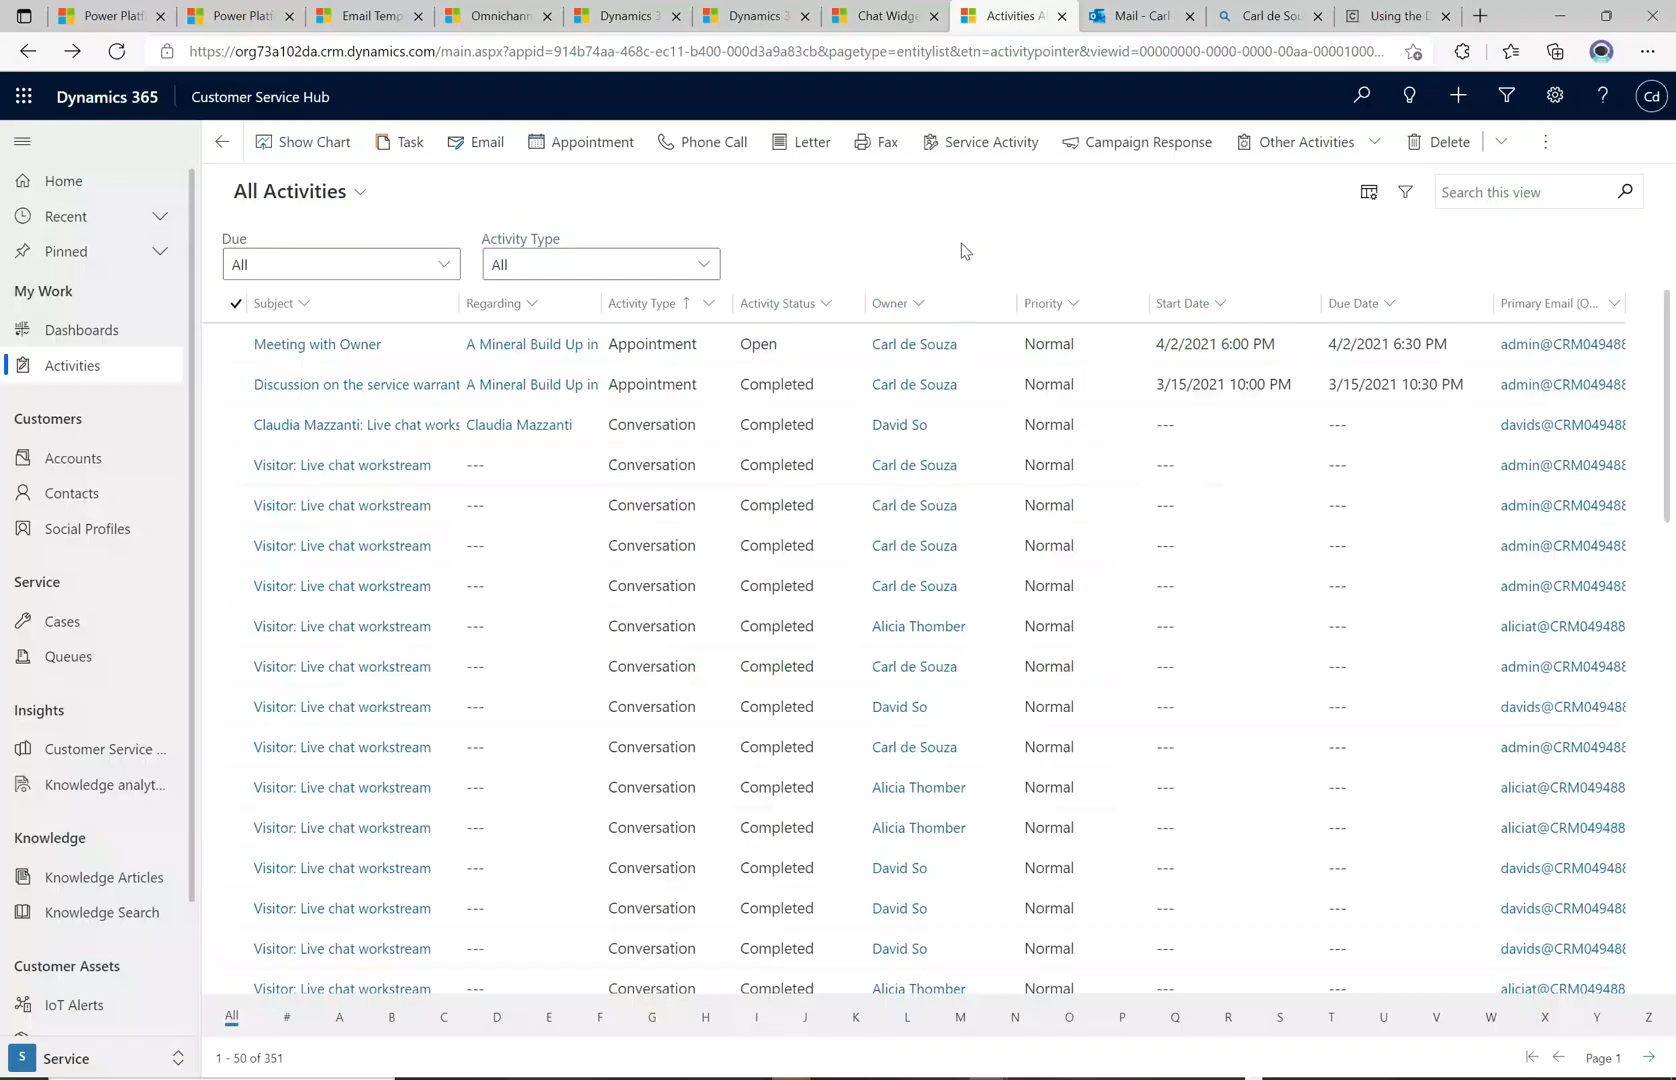 Power Platf
Power Platf
Email Temp
Omnichann
Dynamics 3
Dynamics 3
Chat Widge
Activities A
Mail - Carl
Carl de Sou
Using the D
https://org73a102da.crm.dynamics.com/main.aspx?appid=914b74aa-468c-ec11-b400-000d3a9a83cb&pagetype=entitylist&etn=activitypointer&viewid=00000000-0000-0000-00aa-00001000...
Dynamics 365
Customer Service Hub
Cd
Show Chart
Task
Email
Appointment
Phone Call
Letter
Fax
Service Activity
Campaign Response
Other Activities
Delete
Home
Recent
Pinned
My Work
Dashboards
Activities
Customers
Accounts
Contacts
Social Profiles
Service
Cases
Queues
Insights
Customer Service ...
Knowledge analyt...
Knowledge
Knowledge Articles
Knowledge Search
Customer Assets
IoT Alerts
S Service
All Activities
Search this view
Due
Activity Type
All
All
Subject Regarding Activity Type Activity Status Owner Priority Start Date Due Date Primary Email (O...
Meeting with Owner A Mineral Build Up in Appointment Open Carl de Souza Normal 4/2/2021 6:00 PM 4/2/2021 6:30 PM admin@CRM049488
Discussion on the service warrant A Mineral Build Up in Appointment Completed Carl de Souza Normal 3/15/2021 10:00 PM 3/15/2021 10:30 PM admin@CRM049488
Claudia Mazzanti: Live chat works Claudia Mazzanti Conversation Completed David So Normal --- --- davids@CRM049488
Visitor: Live chat workstream --- Conversation Completed Carl de Souza Normal --- --- admin@CRM049488
Visitor: Live chat workstream --- Conversation Completed Carl de Souza Normal --- --- admin@CRM049488
Visitor: Live chat workstream --- Conversation Completed Carl de Souza Normal --- --- admin@CRM049488
Visitor: Live chat workstream --- Conversation Completed Carl de Souza Normal --- --- admin@CRM049488
Visitor: Live chat workstream --- Conversation Completed Alicia Thomber Normal --- --- aliciat@CRM049488
Visitor: Live chat workstream --- Conversation Completed Carl de Souza Normal --- --- admin@CRM049488
Visitor: Live chat workstream --- Conversation Completed David So Normal --- --- davids@CRM049488
Visitor: Live chat workstream --- Conversation Completed Carl de Souza Normal --- --- admin@CRM049488
Visitor: Live chat workstream --- Conversation Completed Alicia Thomber Normal --- --- aliciat@CRM049488
Visitor: Live chat workstream --- Conversation Completed Alicia Thomber Normal --- --- aliciat@CRM049488
Visitor: Live chat workstream --- Conversation Completed David So Normal --- --- davids@CRM049488
Visitor: Live chat workstream --- Conversation Completed David So Normal --- --- davids@CRM049488
Visitor: Live chat workstream --- Conversation Completed David So Normal --- --- davids@CRM049488
Visitor: Live chat workstream --- Conversation Completed Alicia Thomber Normal --- --- aliciat@CRM049488
All # A B C D E F G H I J K L M N O P Q R S T U V W X Y Z
1 - 50 of 351
Page 1